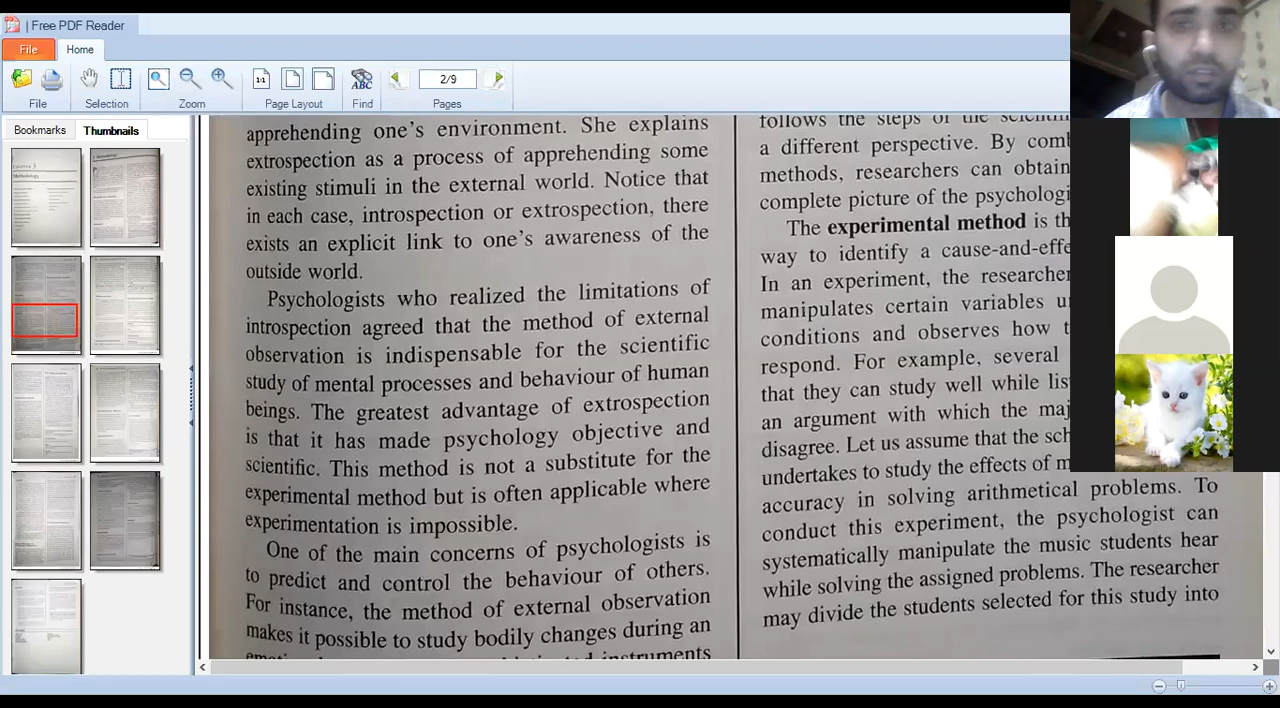 | Free PDF Reader
File
Home
2/9
1:1
ABC
File
Selection
Zoom
Page Layout
Find
Pages
Bookmarks
Thumbnails
Methodology
apprehending one's environment. She explains
extrospection as a process of apprehending some
existing stimuli in the external world. Notice that
in each case, introspection or extrospection, there
exists an explicit link to one's awareness of the
outside world.
Psychologists who realized the limitations of
introspection agreed that the method of external
observation is indispensable for the scientific
study of mental processes and behaviour of human
beings. The greatest advantage of extrospection
is that it has made psychology objective and
scientific. This method is not a substitute for the
experimental method but is often applicable where
experimentation is impossible.
One of the main concerns of psychologists is
to predict and control the behaviour of others.
For instance, the method of external observation
makes it possible to study bodily changes during an
instruments
follows the steps of the
a different perspective. By
methods, researchers can obtain
complete picture of the
The experimental method is
way to identify a
In an experiment, the researcher
manipulates certain variables
conditions and observes how
respond. For example, several
that they can study well while
an argument with which the
disagree. Let us assume that the
undertakes to study the effects of
accuracy in solving arithmetical problems. To
conduct this experiment, the psychologist can
systematically manipulate the music students hear
while solving the assigned problems. The researcher
may divide the students selected for this study into